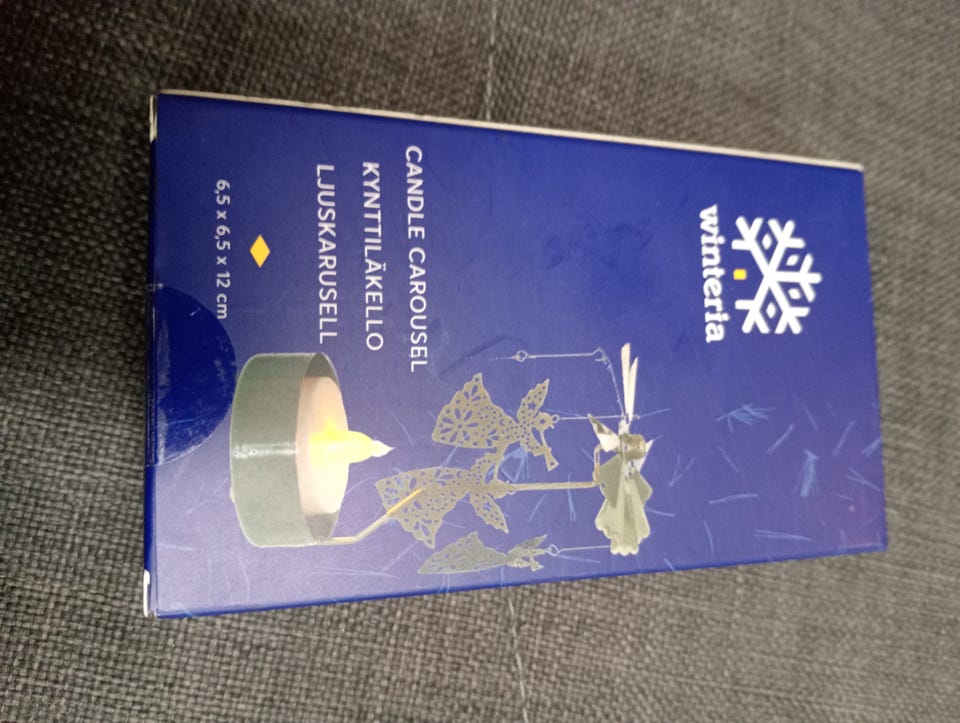 winteria
CANDLE CAROUSEL
KYNTTILÄKELLO
LJUSKARUSELL
6,5 x 6,5 x 12 cm